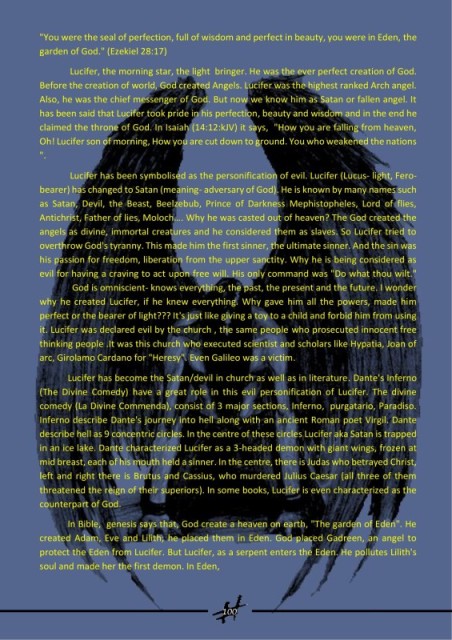 "You were the seal of perfection, full of wisdom and perfect in beauty, you were in Eden, the
garden of God." (Ezekiel 28:17)
Lucifer, the morning star, the light bringer. He was the ever perfect creation of God.
Before the creation of world, God created Angels. Lucifer was the highest ranked Arch angel.
Also, he was the chief messenger of God. But now we know him as Satan or fallen angel. It
has been said that Lucifer took pride in his perfection, beauty and wisdom and in the end he
claimed the throne of God. In Isaiah (14:12:kJV) it says, "How you are falling from heaven,
Oh! Lucifer son of morning, How you are cut down to ground. You who weakened the nations
".
Lucifer has been symbolised as the personification of evil. Lucifer (Lucus- light, Fero-
bearer) has changed to Satan (meaning- adversary of God). He is known by many names such
as Satan, Devil, the Beast, Beelzebub, Prince of Darkness Mephistopheles, Lord of flies,
Antichrist, Father of lies, Moloch.... Why he was casted out of heaven? The God created the
angels as divine, immortal creatures and he considered them as slaves. So Lucifer tried to
overthrow God's tyranny. This made him the first sinner, the ultimate sinner. And the sin was
his passion for freedom, liberation from the upper sanctity. Why he is being considered as
evil for having a craving to act upon free will. His only command was "Do what thou wilt."
God is omniscient- knows everything, the past, the present and the future. I wonder
why he created Lucifer, if he knew everything. Why gave him all the powers, made him
perfect or the bearer of light??? It's just like giving a toy to a child and forbid him from using
it. Lucifer was declared evil by the church , the same people who prosecuted innocent free
thinking people .It was this church who executed scientist and scholars like Hypatia, Joan of
arc, Girolamo Cardano for "Heresy". Even Galileo was a victim.
Lucifer has become the Satan/devil in church as well as in literature. Dante's Inferno
(The Divine Comedy) have a great role in this evil personification of Lucifer. The divine
comedy (La Divine Commenda), consist of 3 major sections, Inferno, purgatario, Paradiso.
Inferno describe Dante's journey into hell along with an ancient Roman poet Virgil. Dante
describe hell as 9 concentric circles. In the centre of these circles Lucifer aka Satan is trapped
in an ice lake. Dante characterized Lucifer as a 3-headed demon with giant wings, frozen at
mid breast, each of his mouth held a sinner. In the centre, there is Judas who betrayed Christ,
left and right there is Brutus and Cassius, who murdered Julius Caesar (all three of them
threatened the reign of their superiors). In some books, Lucifer is even characterized as the
counterpart of God.
In Bible, genesis says that, God create a heaven on earth, "The garden of Eden". He
created Adam, Eve and Lilith, he placed them in Eden. God placed Gadreen, an angel to
protect the Eden from Lucifer. But Lucifer, as a serpent enters the Eden. He pollutes Lilith's
soul and made her the first demon. In Eden,
100